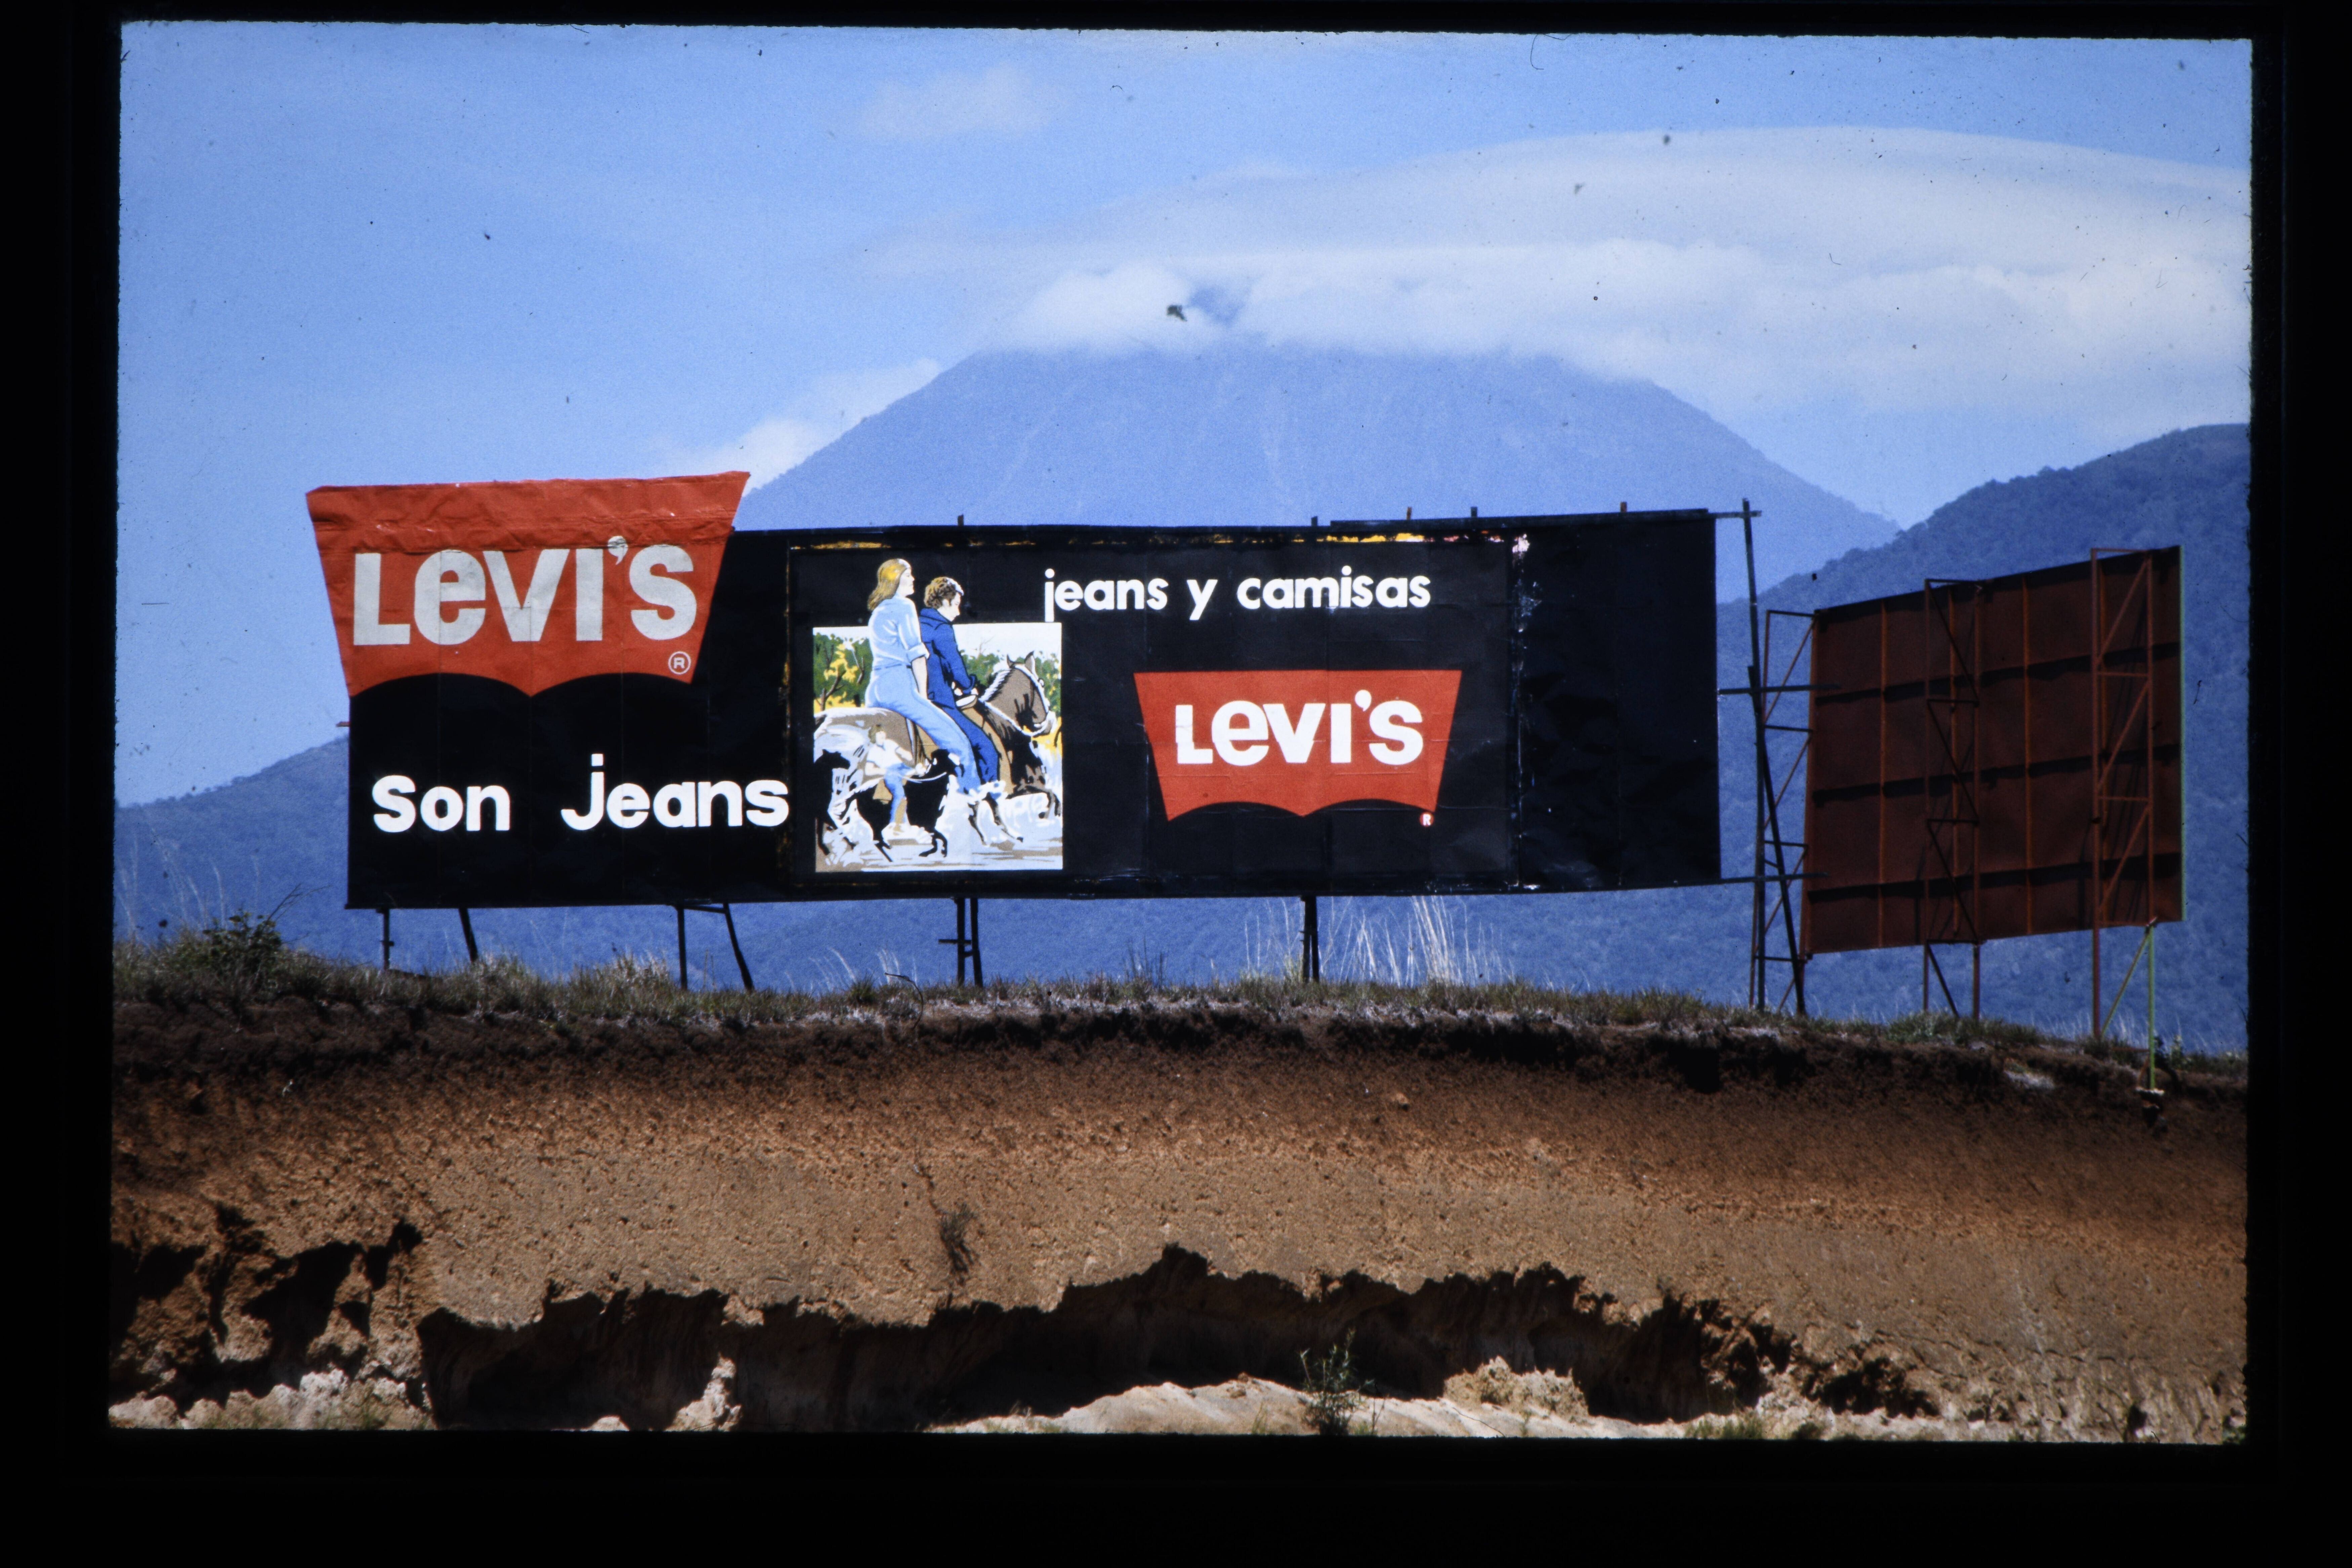 Levi's ®
Son Jeans
jeans y camisas
Levi's ®